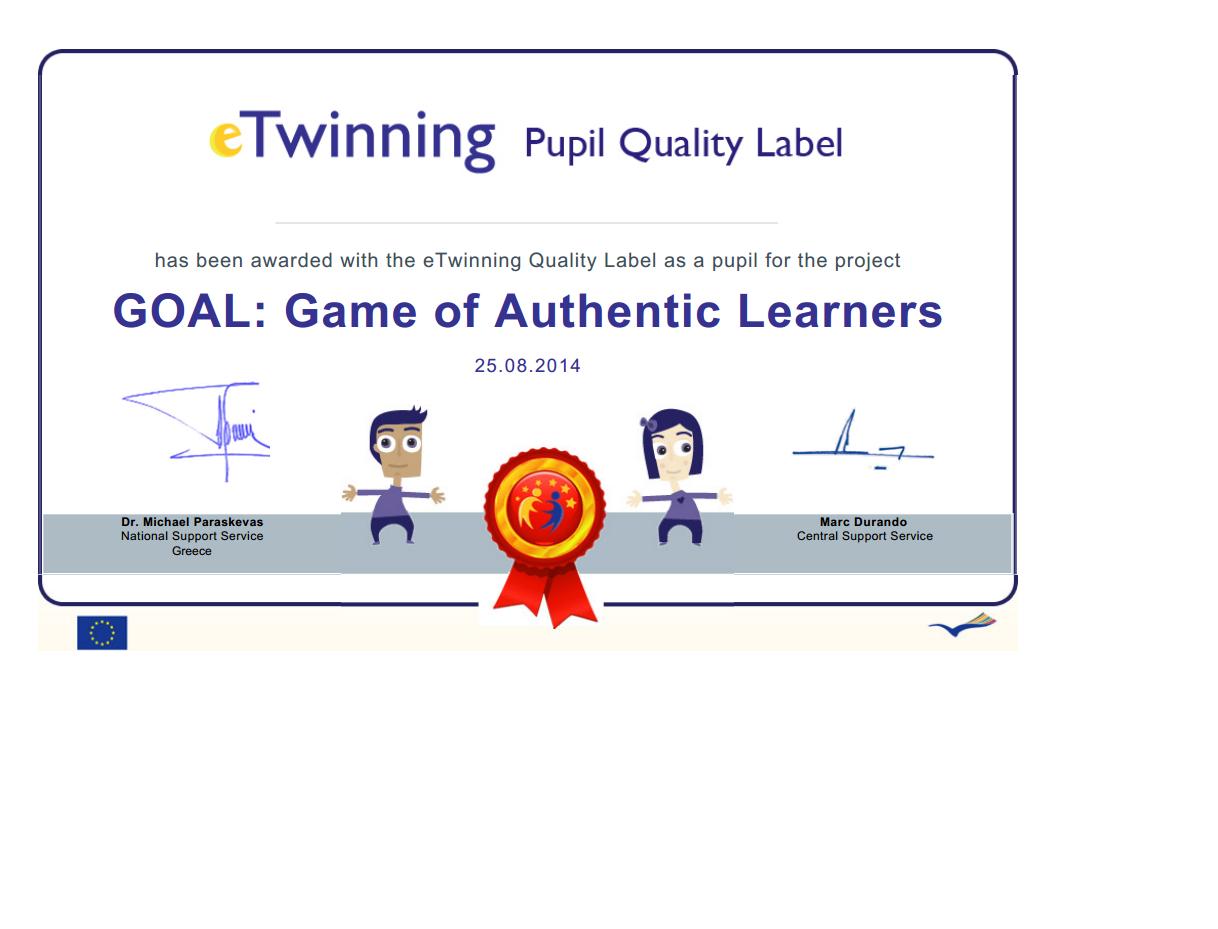 eTwinning Pupil Quality Label
has been awarded with the eTwinning Quality Label as a pupil for the project
GOAL: Game of Authentic Learners
25.08.2014
Dr. Michael Paraskevas
National Support Service
Greece
Marc Durando
Central Support Service